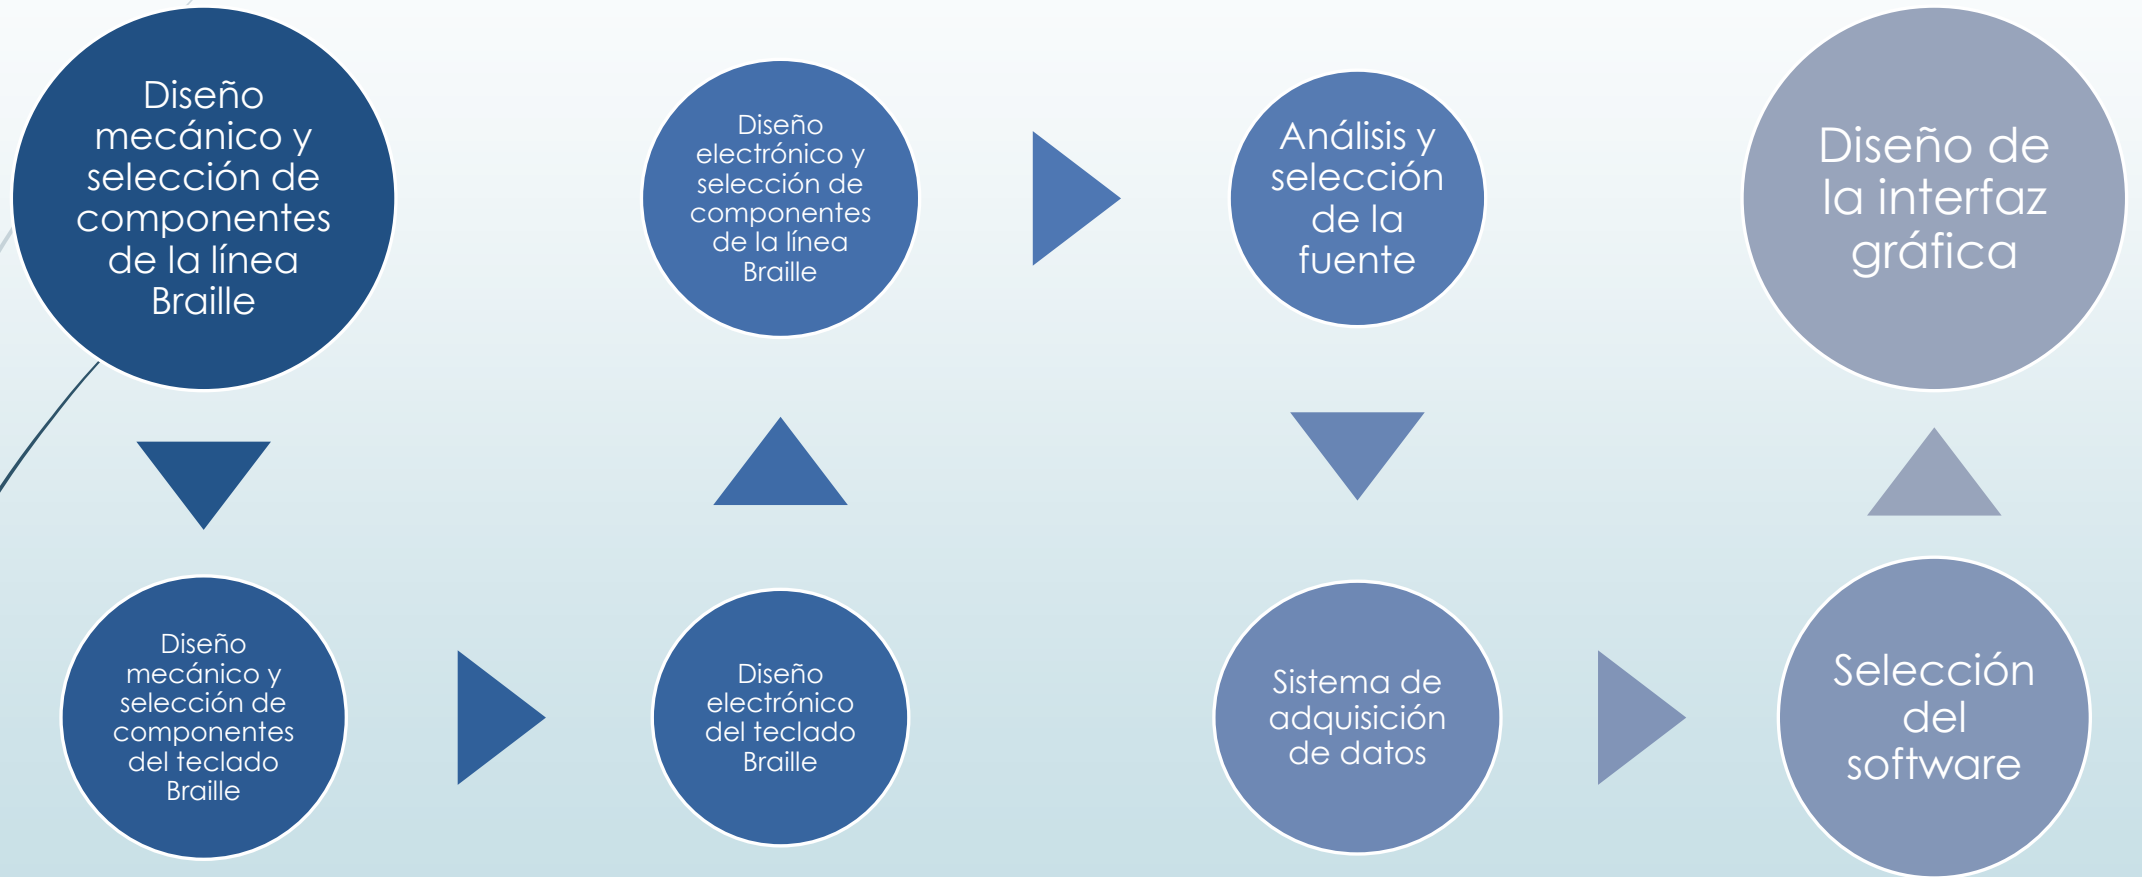 Diseño
mecánico y
selección de
componentes
de la línea
Braille
Diseño
mecánico y
selección de
componentes
del teclado
Braille
Diseño
electrónico
del teclado
Braille
Diseño
electrónico y
selección de
componentes
de la línea
Braille
Análisis y
selección
de la
fuente
Sistema de
adquisición
de datos
Selección
del
software
Diseño de
la interfaz
gráfica